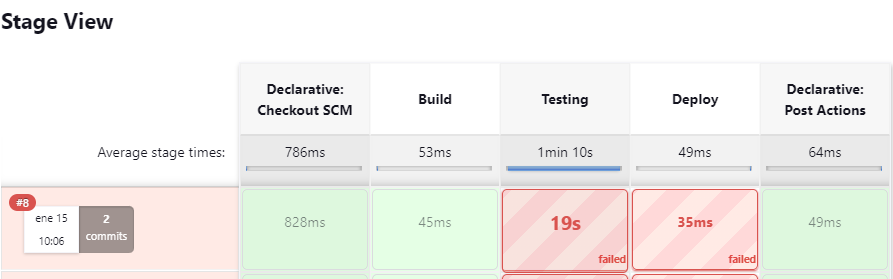 Stage View
Declarative:
Checkout SCM
Build
Testing
Deploy
Declarative:
Post Actions
Average stage times:
786ms
53ms
1min 10s
49ms
64ms
#8
ene 15
10:06
2
commits
828ms
45ms
19s
failed
35ms
failed
49ms